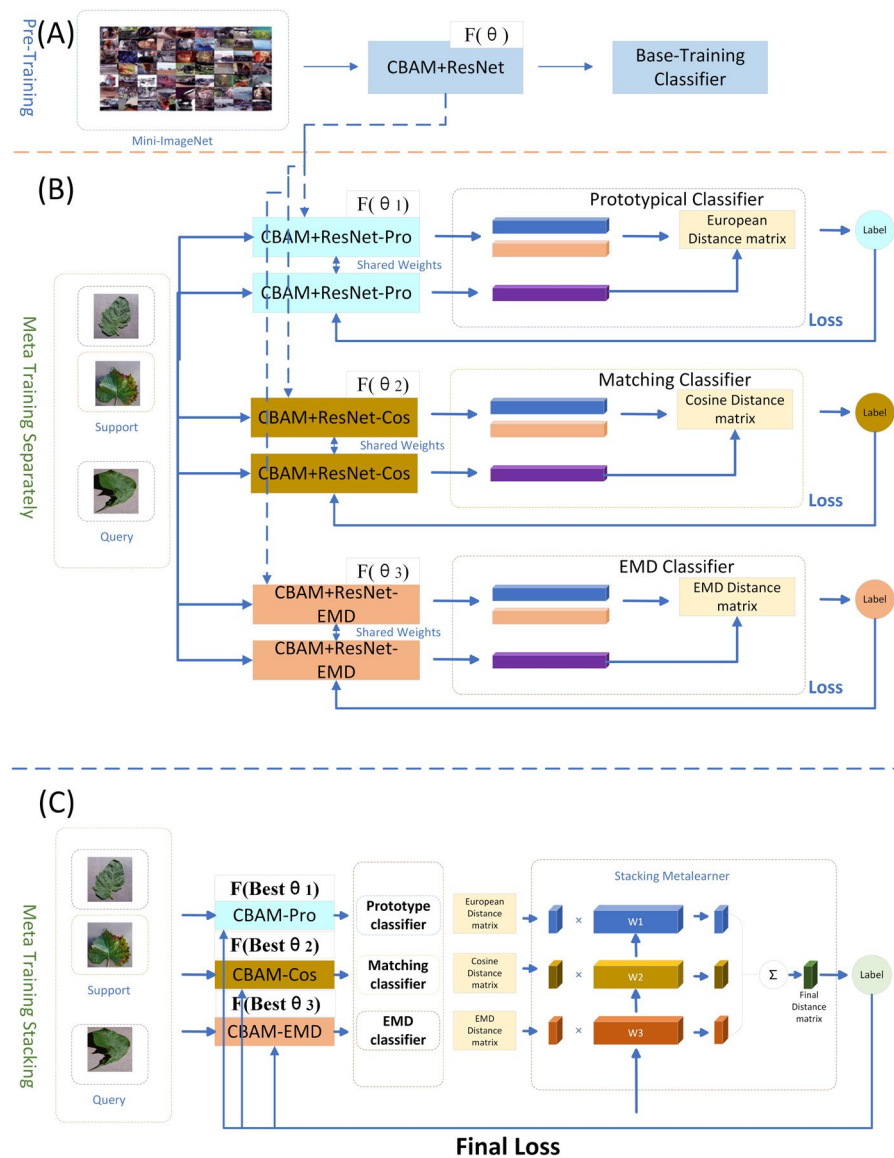 Pre-Training
(A)
Mini-ImageNet
F( θ )
CBAM+ResNet
Base-Training
Classifier
(B)
Meta Training Separately
Support
Query
F( θ 1)
CBAM+ResNet-Pro
Shared Weights
CBAM+ResNet-Pro
Prototypical Classifier
European
Distance matrix
Label
Loss
F( θ 2)
CBAM+ResNet-Cos
Shared Weights
CBAM+ResNet-Cos
Matching Classifier
Cosine Distance
matrix
Label
Loss
F( θ 3)
CBAM+ResNet-
EMD
Shared Weights
CBAM+ResNet-
EMD
EMD Classifier
EMD Distance
matrix
Label
Loss
(C)
Meta Training Stacking
Support
Query
F(Best θ 1)
CBAM-Pro
F(Best θ 2)
CBAM-Cos
F(Best θ 3)
CBAM-EMD
Prototype
classifier
Matching
classifier
EMD
classifier
European
Distance
matrix
Cosine
Distance
matrix
EMD
Distance
matrix
Stacking Metalearner
× W1
× W2
× W3
Σ
Final
Distance
matrix
Label
Final Loss